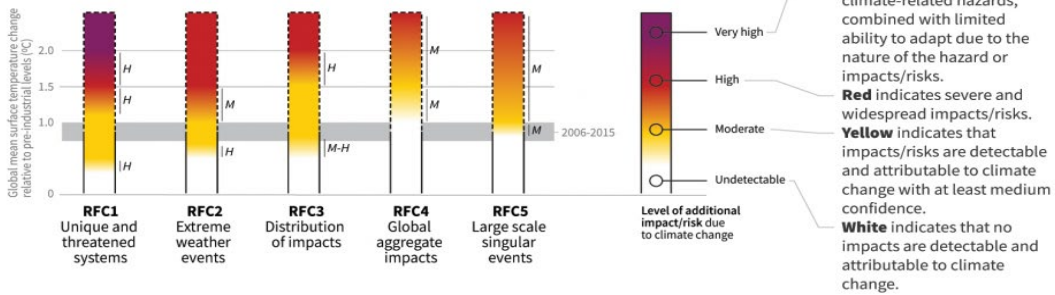 Global mean surface temperature change
relative to pre-industrial levels (°C)
2.0
1.5
1.0
0
H
H
H
M
H
H
M-H
M
M
M
M
2006-2015
RFC1
Unique and
threatened
systems
RFC2
Extreme
weather
events
RFC3
Distribution
of impacts
RFC4
Global
aggregate
impacts
RFC5
Large scale
singular
events
Very high
High
Moderate
Undetectable
Level of additional
impact/risk due
to climate change
climate-related hazards,
combined with limited
ability to adapt due to the
nature of the hazard or
impacts/risks.
Red indicates severe and
widespread impacts/risks.
Yellow indicates that
impacts/risks are detectable
and attributable to climate
change with at least medium
confidence.
White indicates that no
impacts are detectable and
attributable to climate
change.